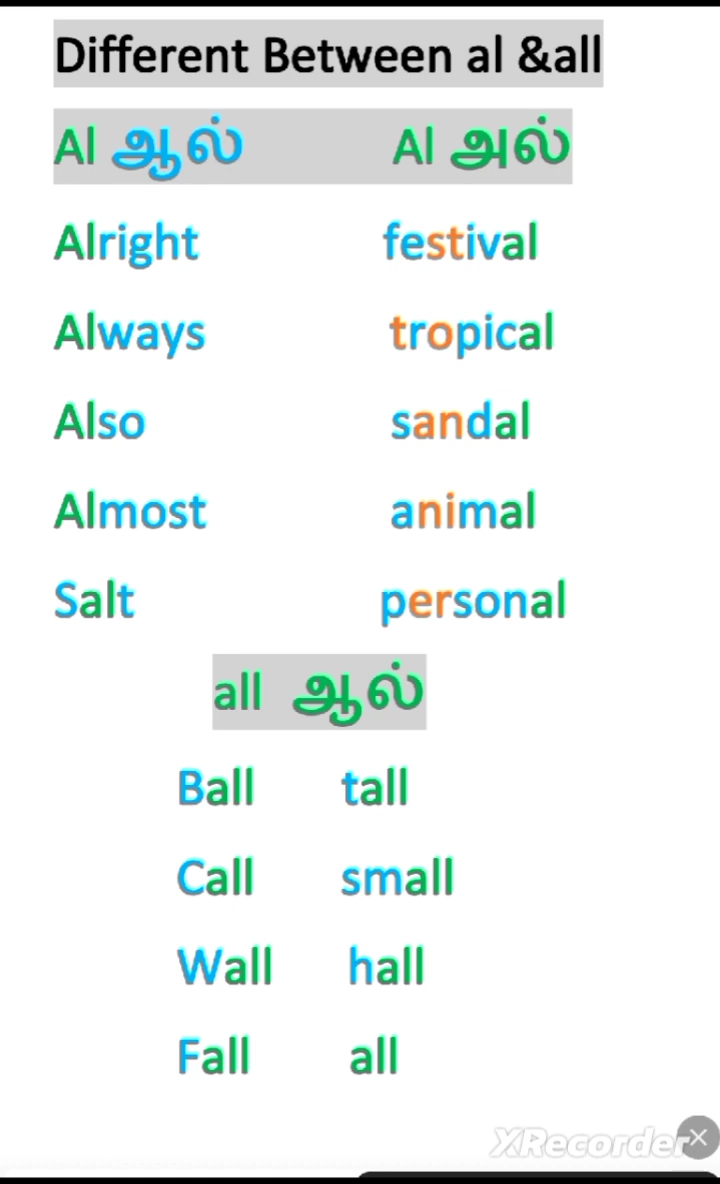 Different Between al &all
Al ஆல் Al அல்
Alright festival
Always tropical
Also sandal
Almost animal
Salt personal
all ஆல்
Ball tall
Call small
Wall hall
Fall all
XRecorder